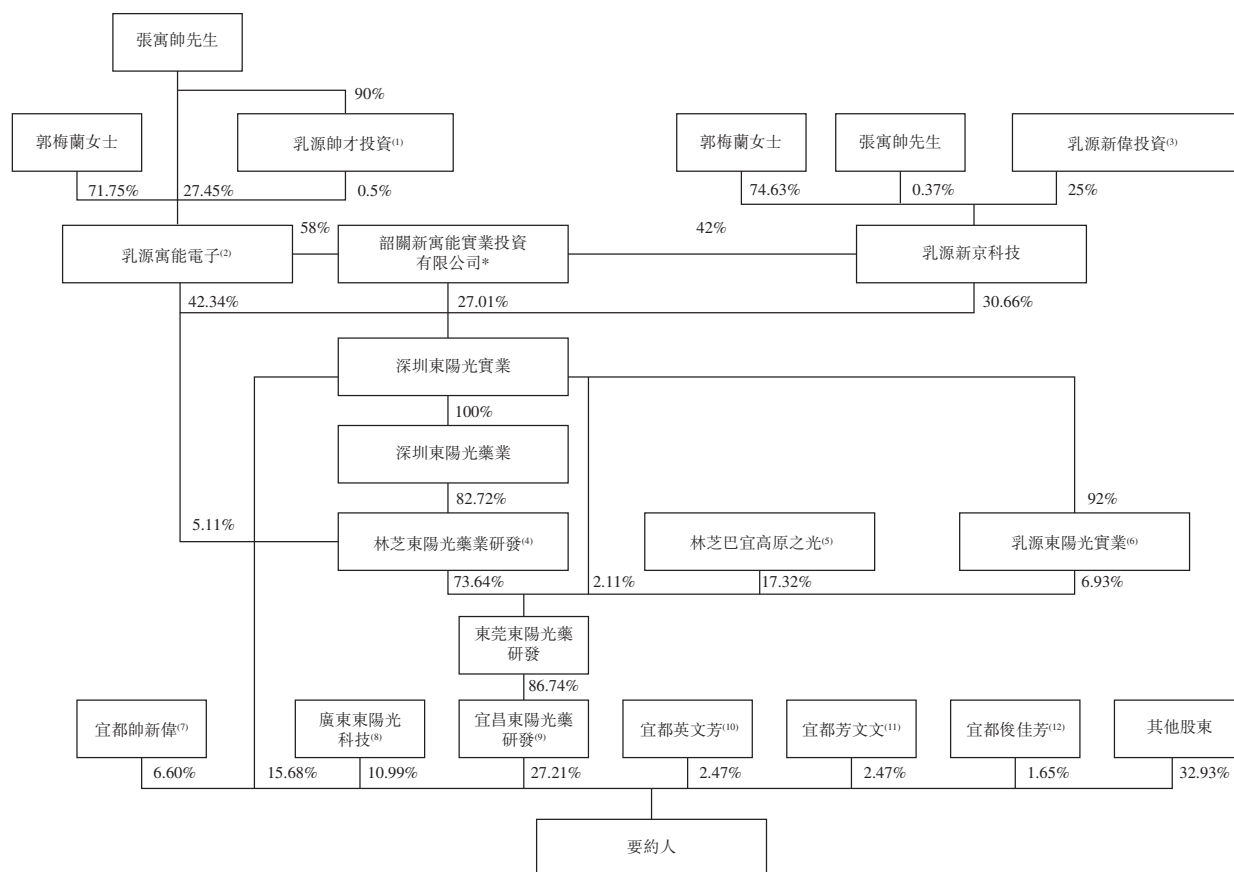 張寓帥先生
90%
郭梅蘭女士
乳源帥才投資(1)
郭梅蘭女士
張寓帥先生
乳源新偉投資(3)
71.75%
27.45%
0.5%
74.63%
0.37%
25%
乳源寓能電子(2)
58%
韶關新寓能實業投資
有限公司*
42%
乳源新京科技
42.34%
27.01%
30.66%
深圳東陽光實業
100%
深圳東陽光藥業
82.72%
92%
5.11%
林芝東陽光藥業研發(4)
林芝巴宜高原之光(5)
乳源東陽光實業(6)
73.64%
2.11%
17.32%
6.93%
東莞東陽光藥
研發
86.74%
宜都帥新偉(7)
廣東東陽光
科技(8)
宜昌東陽光藥
研發(9)
宜都英文芳(10)
宜都芳文文(11)
宜都俊佳芳(12)
其他股東
6.60%
15.68%
10.99%
27.21%
2.47%
2.47%
1.65%
32.93%
要約人